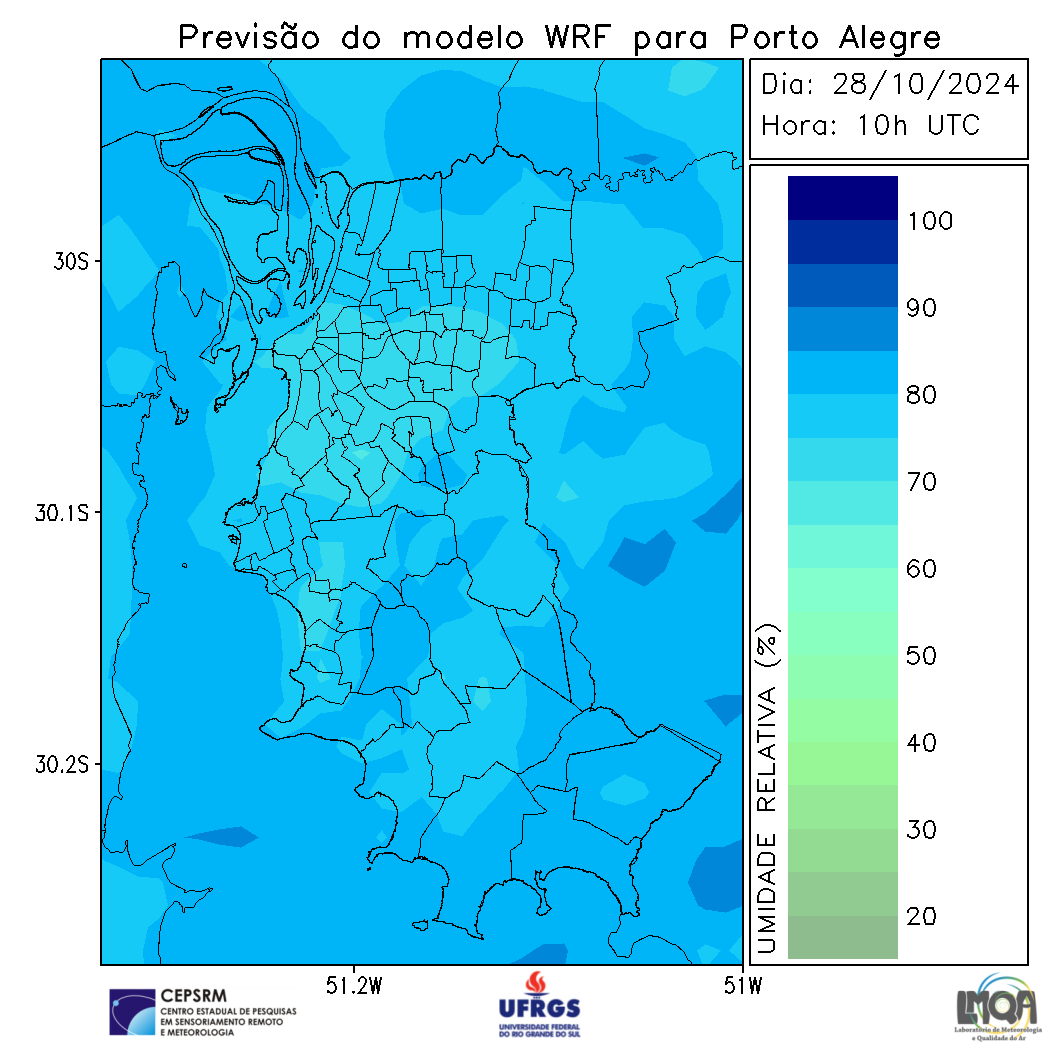 Previsão do modelo WRF para Porto Alegre
Dia: 28/10/2024
Hora: 10h UTC
30S
30.1S
30.2S
51.2W
51W
UMIDADE RELATIVA (%)
100
90
80
70
60
50
40
30
20
CEPSRM
CENTRO ESTADUAL DE PESQUISAS
EM SENSORIAMENTO REMOTO
E METEOROLOGIA
UFRGS
UNIVERSIDADE FEDERAL
DO RIO GRANDE DO SUL
LMQA
Laboratório de Meteorologia
e Qualidade do Ar